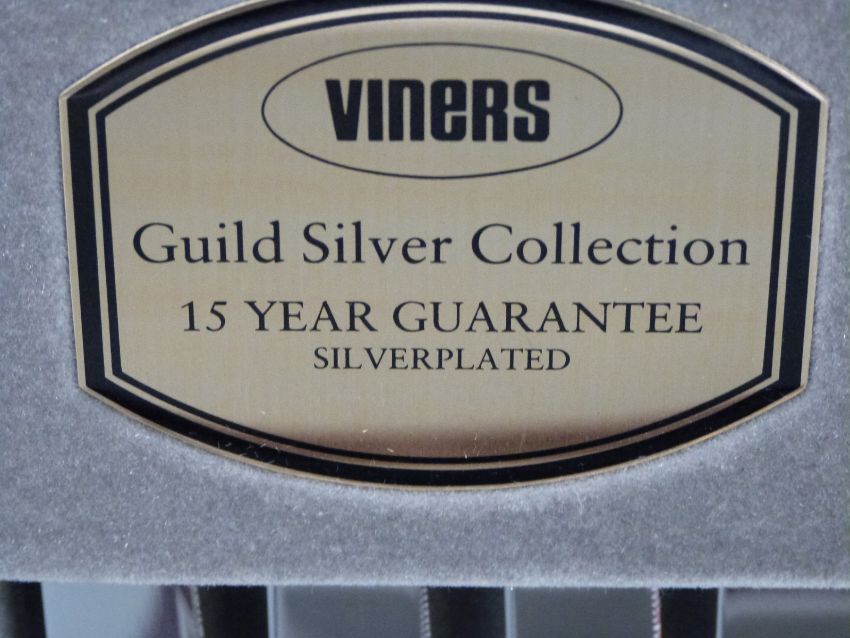 VINERS
Guild Silver Collection
15 YEAR GUARANTEE
SILVERPLATED